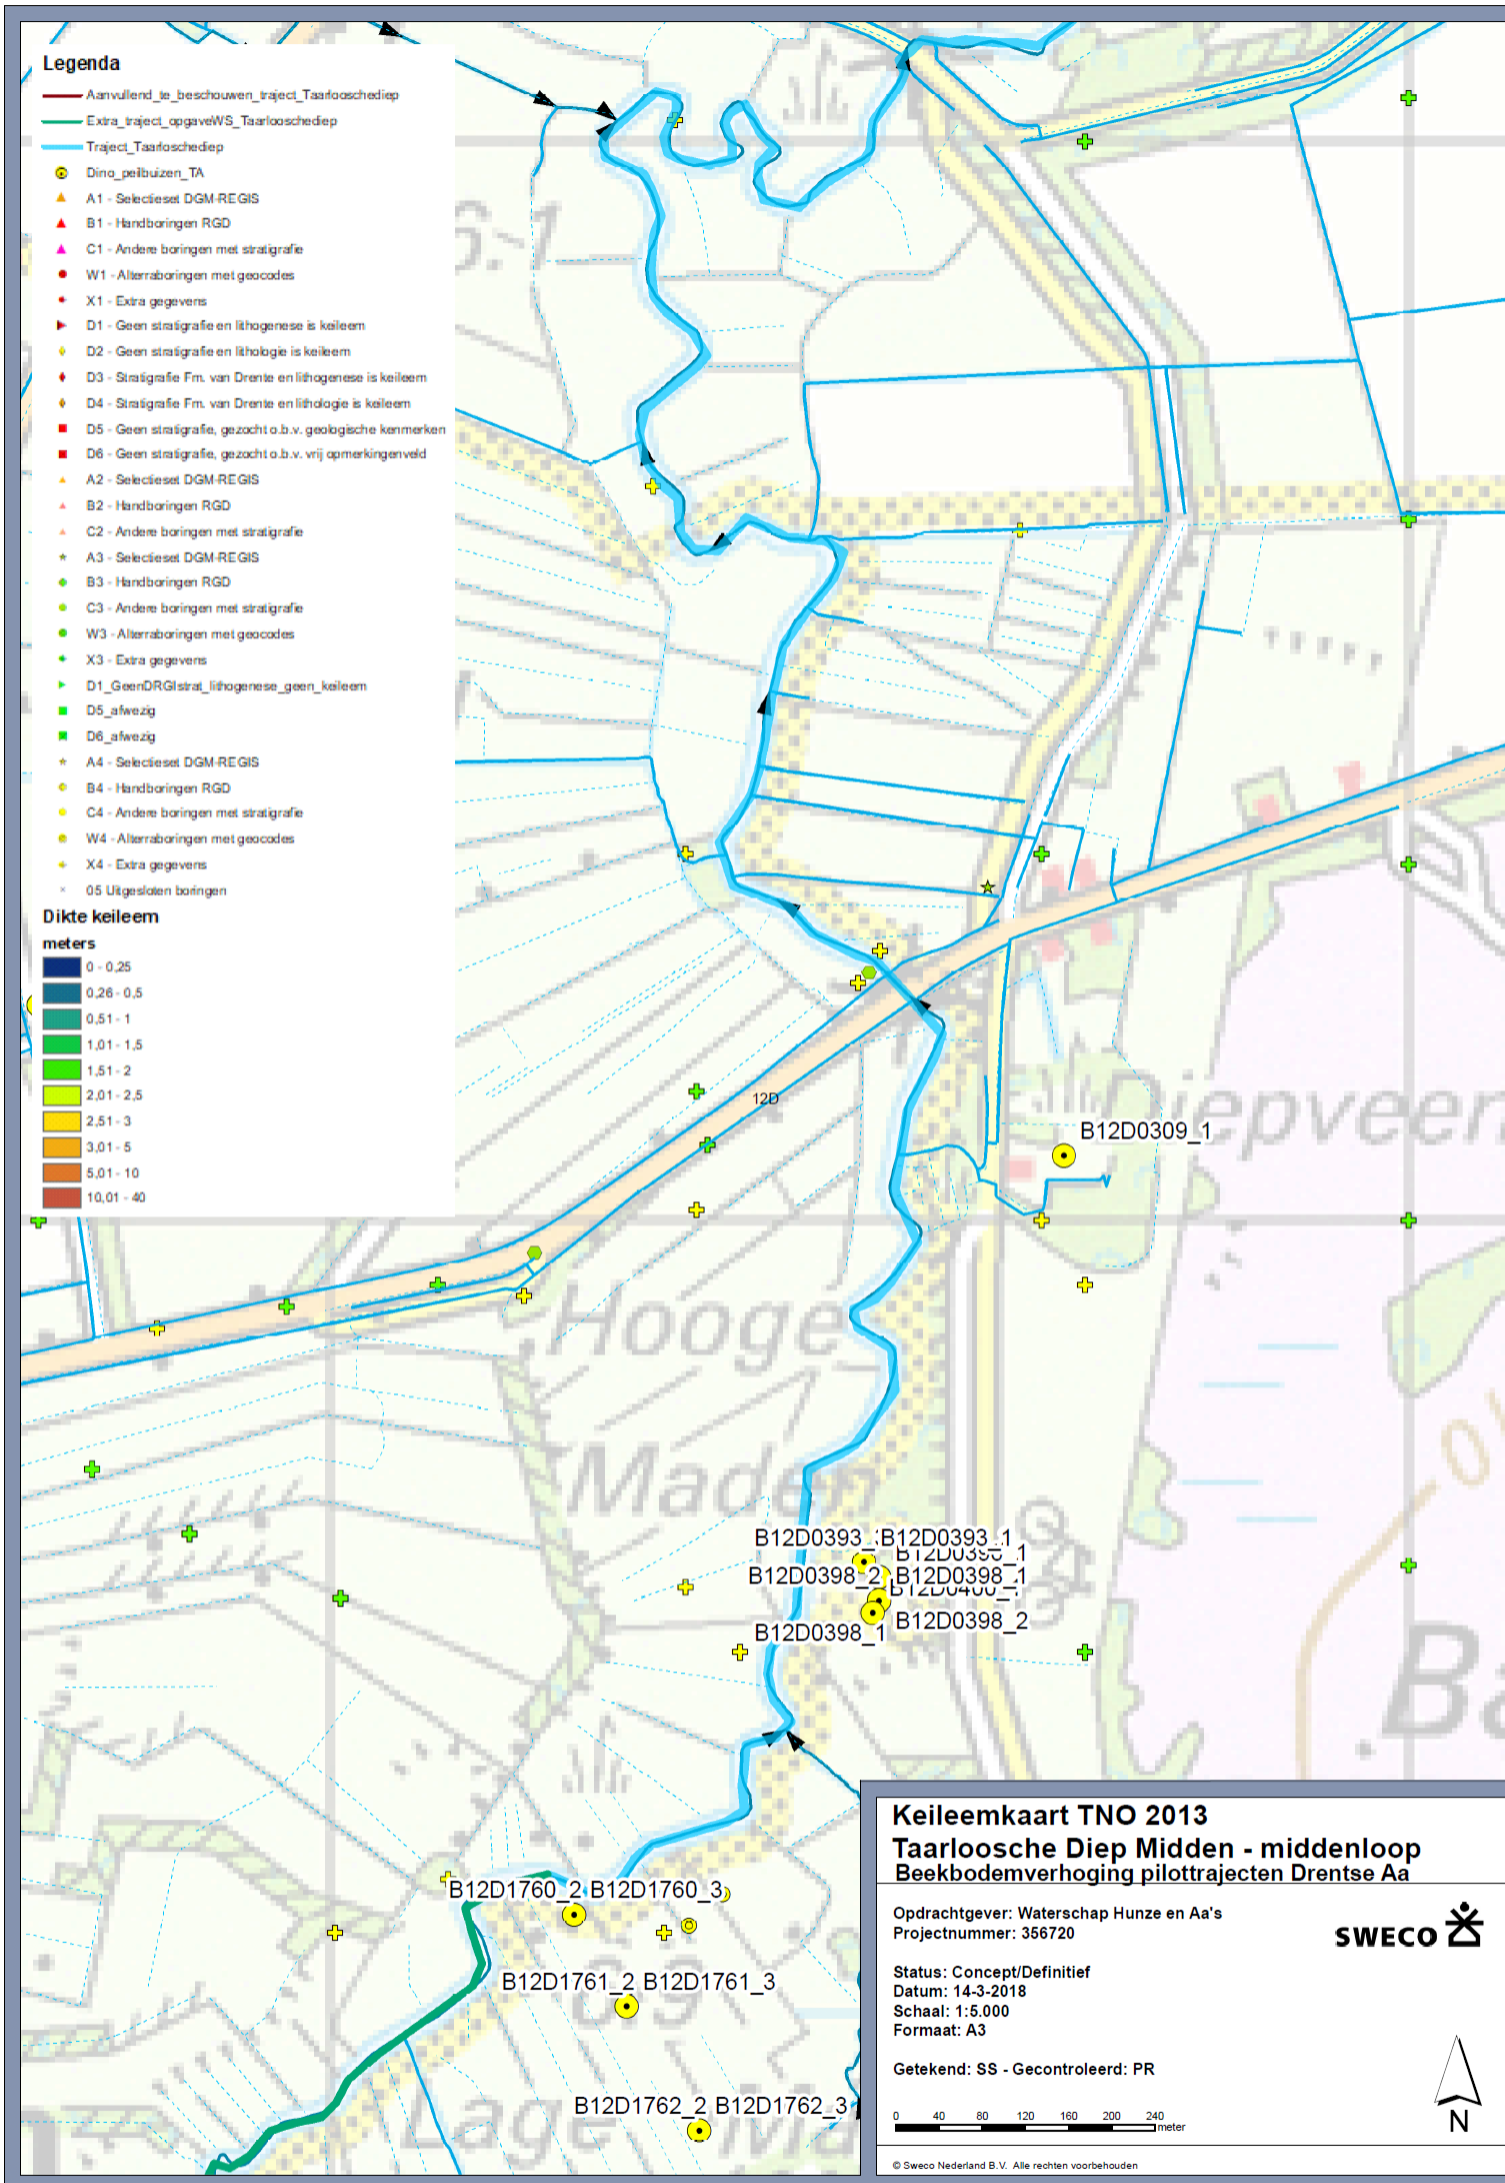 Legenda
Aanvullend_te_beschouwen_traject_Taarlooschediep
Extra_traject_opgaveWS_Taarlooschediep
Traject_Taarloschediep
Dino_peilbuizen_TA
A1 - Selectieset DGM-REGIS
B1 - Handboringen RGD
C1 - Andere boringen met stratigrafie
W1 - Alterraboringen met geocodes
X1 - Extra gegevens
D1 - Geen stratigrafie en lithogenese is keileem
D2 - Geen stratigrafie en lithologie is keileem
D3 - Stratigrafie Fm. van Drente en lithogenese is keileem
D4 - Stratigrafie Fm. van Drente en lithologie is keileem
D5 - Geen stratigrafie, gezocht o.b.v. geologische kenmerken
D6 - Geen stratigrafie, gezocht o.b.v. vrij opmerkingenveld
A2 - Selectieset DGM-REGIS
B2 - Handboringen RGD
C2 - Andere boringen met stratigrafie
A3 - Selectieset DGM-REGIS
B3 - Handboringen RGD
C3 - Andere boringen met stratigrafie
W3 - Alterraboringen met geocodes
X3 - Extra gegevens
D1_GeenDRGIstrat_lithogenese_geen_keileem
D5_afwezig
D6_afwezig
A4 - Selectieset DGM-REGIS
B4 - Handboringen RGD
C4 - Andere boringen met stratigrafie
W4 - Alterraboringen met geocodes
X4 - Extra gegevens
05 Uitgesloten boringen
Dikte keileem
meters
0 - 0,25
0,26 - 0,5
0,51 - 1
1,01 - 1,5
1,51 - 2
2,01 - 2,5
2,51 - 3
3,01 - 5
5,01 - 10
10,01 - 40
12D
Diepveen
B12D0309_1
Hooge
Maden
B12D0393_ B12D0393_1
B12D0398_2 B12D0398_1
B12D0398_2
B12D0398_1
Ba
B12D1760_2 B12D1760_3
B12D1761_2 B12D1761_3
B12D1762_2 B12D1762_3
Lage Ma
Keileemkaart TNO 2013
Taarloosche Diep Midden - middenloop
Beekbodemverhoging pilottrajecten Drentse Aa
Opdrachtgever: Waterschap Hunze en Aa's
Projectnummer: 356720
SWECO
Status: Concept/Definitief
Datum: 14-3-2018
Schaal: 1:5.000
Formaat: A3
Getekend: SS - Gecontroleerd: PR
0 40 80 120 160 200 240
meter
N
© Sweco Nederland B.V. Alle rechten voorbehouden